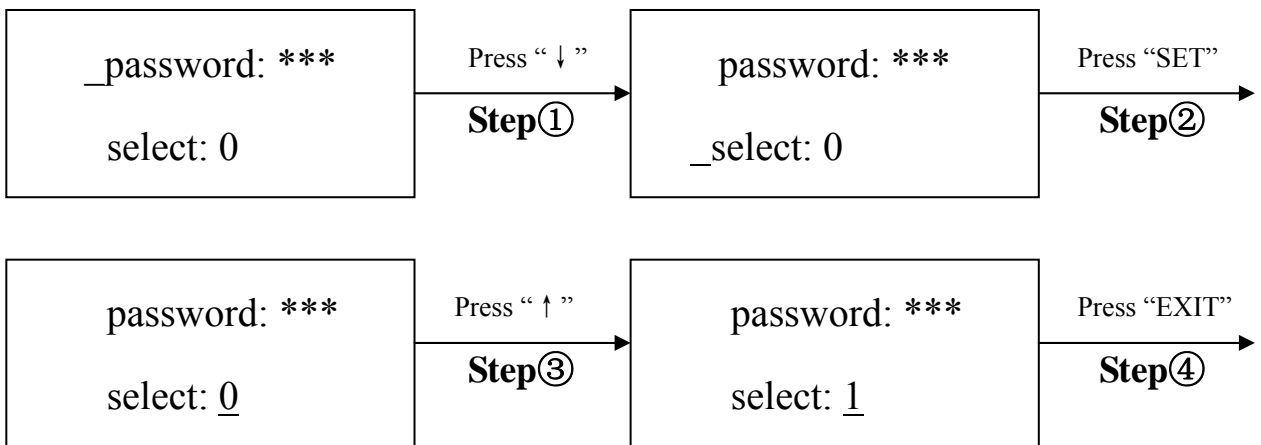 _password: ***
select: 0
Press “↓”
Step①
password: ***
_select: 0
Press “SET”
Step②
password: ***
select: 0
Press “↑”
Step③
password: ***
select: 1
Press “EXIT”
Step④